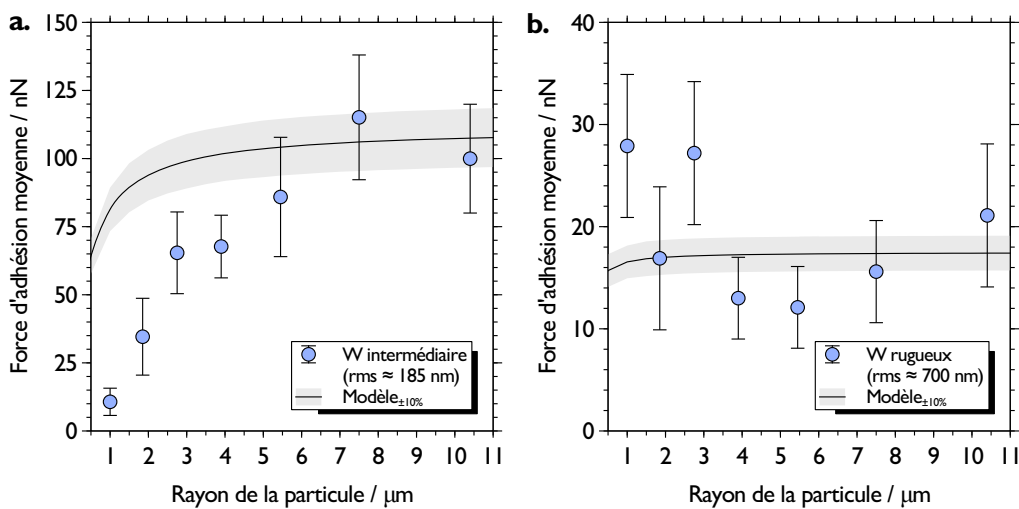 a.
Force d'adhésion moyenne / nN
150
125
100
75
50
25
0
1 2 3 4 5 6 7 8 9 10 11
Rayon de la particule / μm
W intermédiaire
(rms ≈ 185 nm)
Modèle±10%
b.
Force d'adhésion moyenne / nN
40
30
20
10
0
1 2 3 4 5 6 7 8 9 10 11
Rayon de la particule / μm
W rugueux
(rms ≈ 700 nm)
Modèle±10%